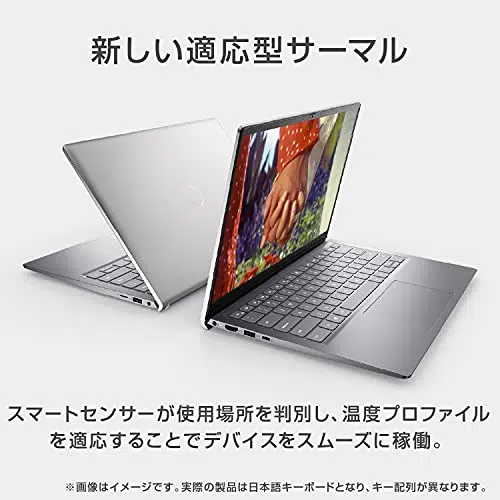 新しい適応型サーマル
スマートセンサーが使用場所を判別し、温度プロファイル
を適応することでデバイスをスムーズに稼働。
※画像はイメージです。実際の製品は日本語キーボードとなり、キー配列が異なります。